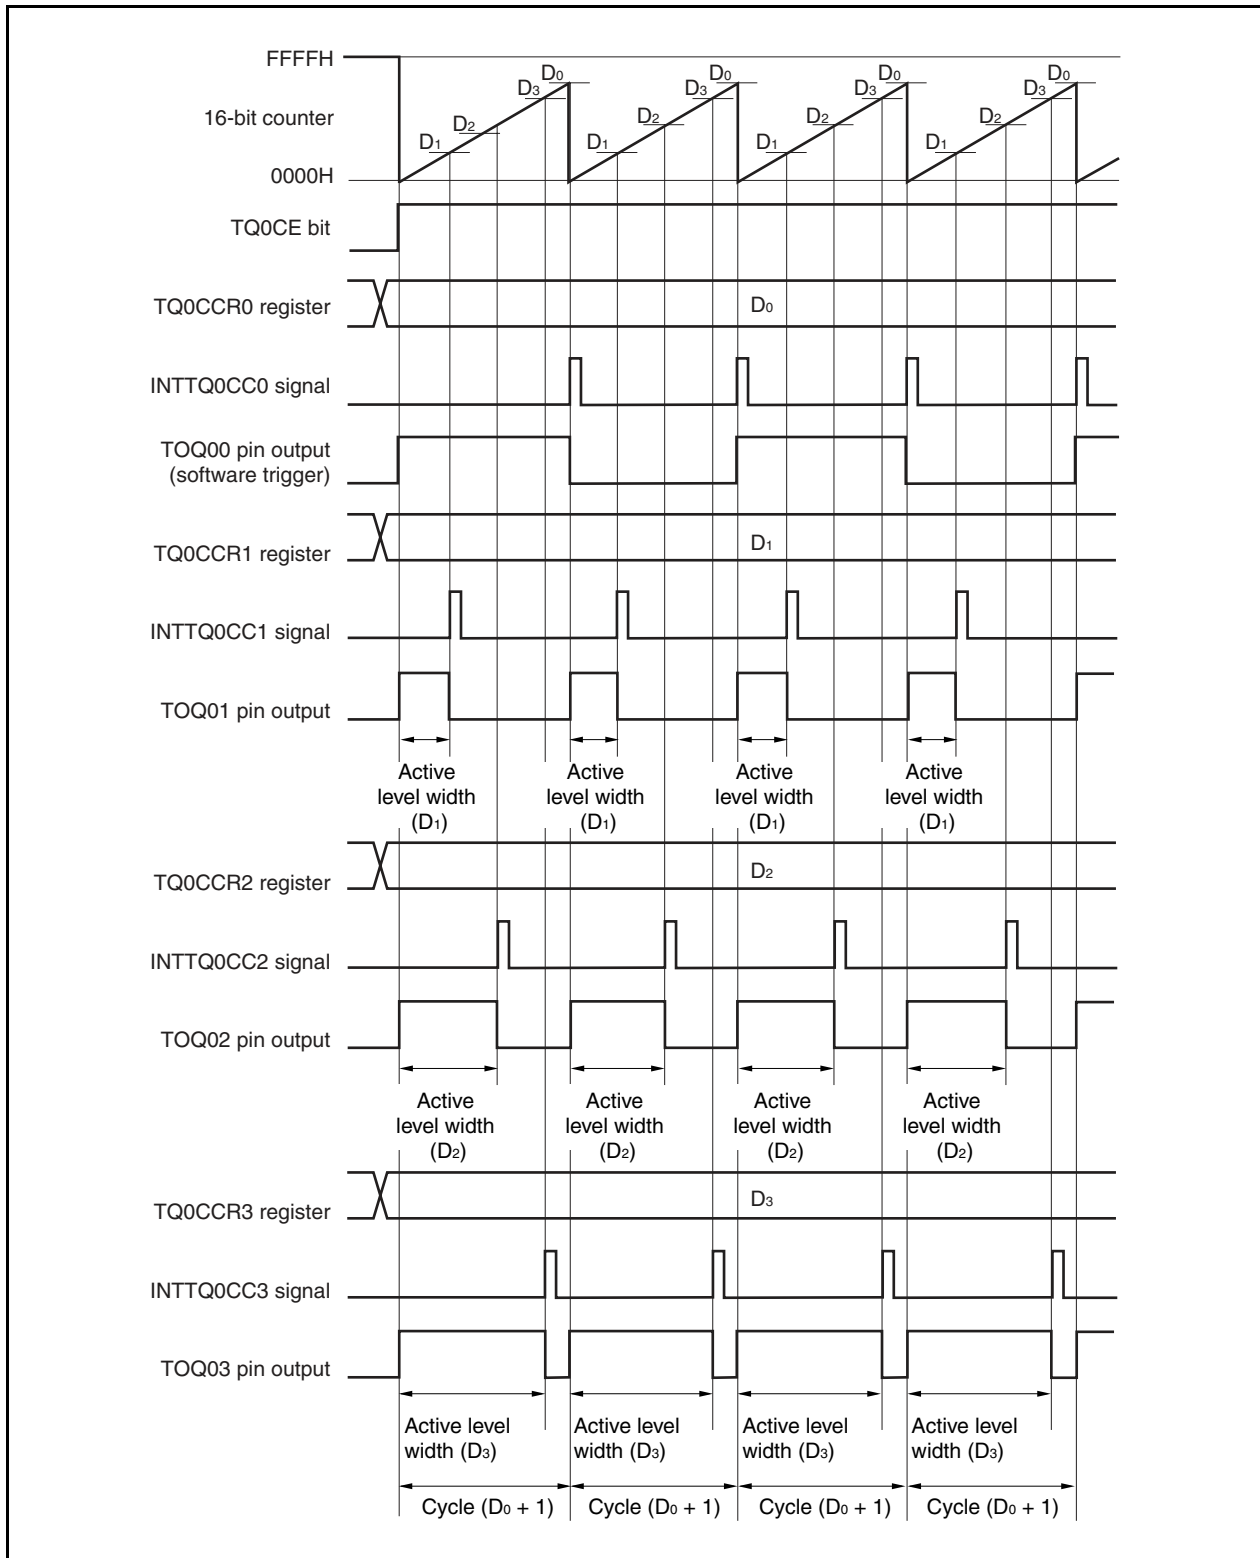 FFFFH
D0 D0 D0 D0
D3 D3 D3 D3
16-bit counter
D2 D2 D2 D2
D1 D1 D1 D1
0000H
TQ0CE bit
TQ0CCR0 register
D0
INTTQ0CC0 signal
TOQ00 pin output
(software trigger)
TQ0CCR1 register
D1
INTTQ0CC1 signal
TOQ01 pin output
Active
level width
(D1)
Active
level width
(D1)
Active
level width
(D1)
Active
level width
(D1)
TQ0CCR2 register
D2
INTTQ0CC2 signal
TOQ02 pin output
Active
level width
(D2)
Active
level width
(D2)
Active
level width
(D2)
Active
level width
(D2)
TQ0CCR3 register
D3
INTTQ0CC3 signal
TOQ03 pin output
Active level
width (D3)
Active level
width (D3)
Active level
width (D3)
Active level
width (D3)
Cycle (D0 + 1)
Cycle (D0 + 1)
Cycle (D0 + 1)
Cycle (D0 + 1)